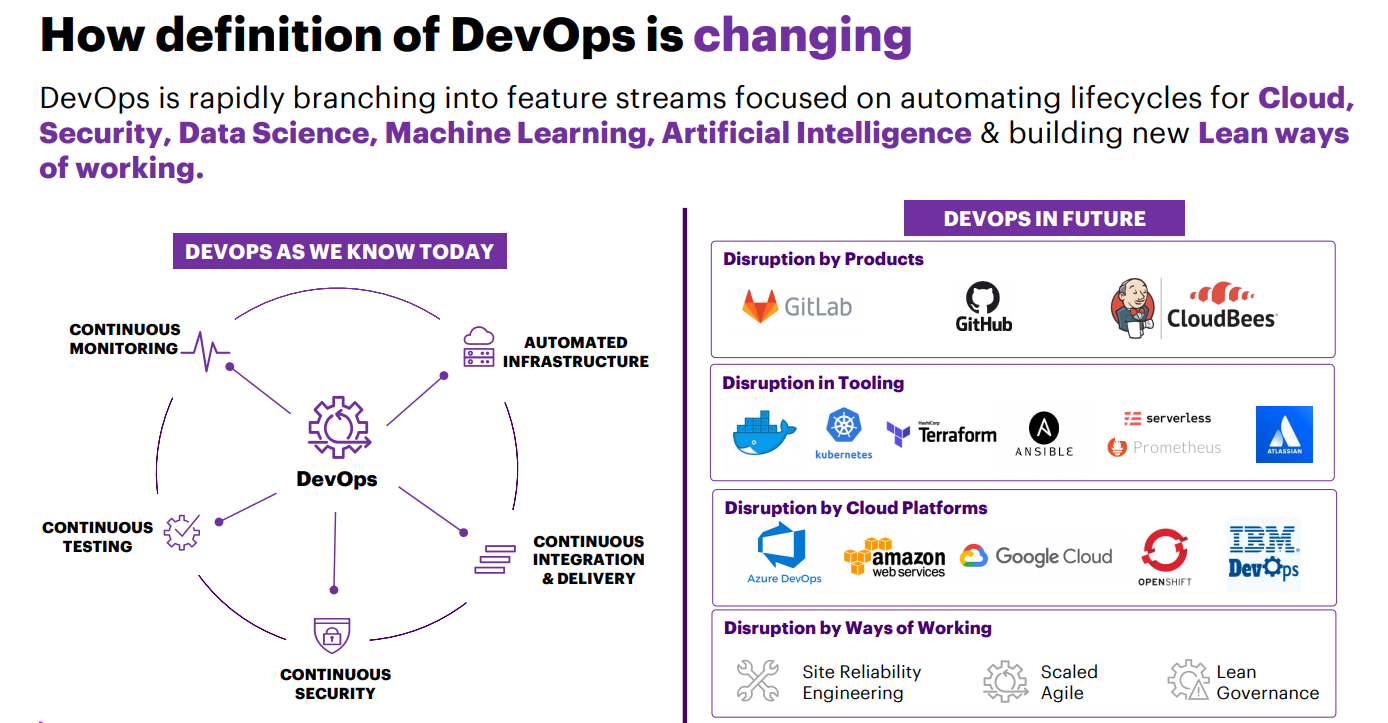 How definition of DevOps is changing
DevOps is rapidly branching into feature streams focused on automating lifecycles for Cloud,
Security, Data Science, Machine Learning, Artificial Intelligence & building new Lean ways
of working.
DEVOPS AS WE KNOW TODAY
CONTINUOUS
MONITORING
AUTOMATED
INFRASTRUCTURE
DevOps
CONTINUOUS
TESTING
CONTINUOUS
INTEGRATION
& DELIVERY
CONTINUOUS
SECURITY
DEVOPS IN FUTURE
Disruption by Products
GitLab
GitHub
CloudBees
Disruption in Tooling
kubernetes
HashiCorp
Terraform
ANSIBLE
serverless
Prometheus
ATLASSIAN
Disruption by Cloud Platforms
Azure DevOps
amazon
web services
Google Cloud
OPENSHIFT
IBM
DevOps
Disruption by Ways of Working
Site Reliability
Engineering
Scaled
Agile
Lean
Governance